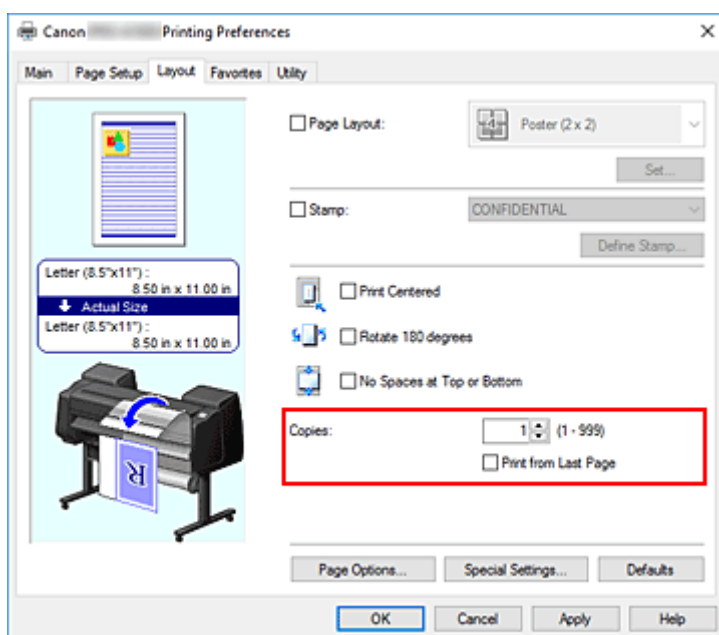 Canon Printing Preferences
Main Page Setup Layout Favorites Utility
Page Layout: Poster (2 x 2)
Set...
Stamp: CONFIDENTIAL
Define Stamp...
Letter (8.5"x11") :
8.50 in x 11.00 in
Actual Size
Letter (8.5"x11") :
8.50 in x 11.00 in
Print Centered
Rotate 180 degrees
No Spaces at Top or Bottom
Copies: 1 (1 - 999)
Print from Last Page
R
Page Options... Special Settings... Defaults
OK Cancel Apply Help